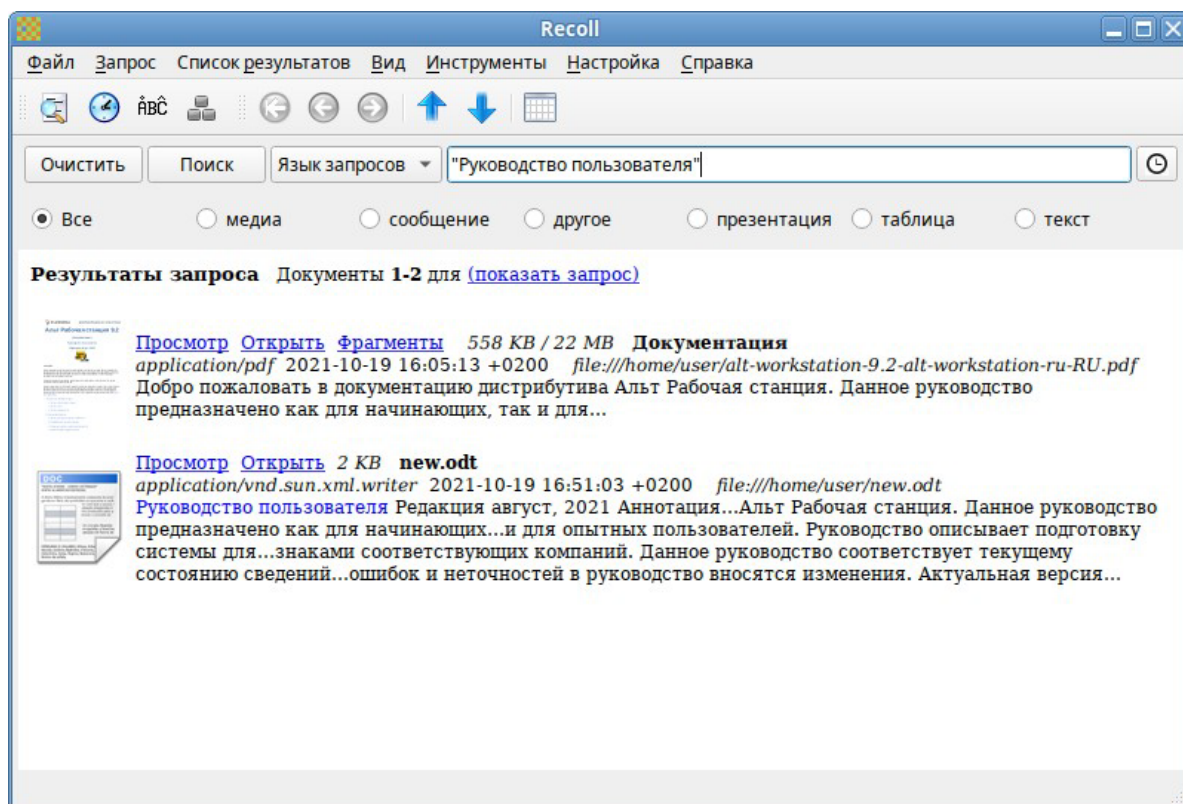 Recoll
Файл Запрос Список результатов Вид Инструменты Настройка Справка
ÀBĈ
Очистить Поиск Язык запросов "Руководство пользователя"
Все медиа сообщение другое презентация таблица текст
Результаты запроса Документы 1-2 для (показать запрос)
Альт Рабочая станция 9.2
Просмотр Открыть Фрагменты 558 KB / 22 MB Документация
application/pdf 2021-10-19 16:05:13 +0200 file:///home/user/alt-workstation-9.2-alt-workstation-ru-RU.pdf
Добро пожаловать в документацию дистрибутива Альт Рабочая станция. Данное руководство
предназначено как для начинающих, так и для...
DOC
Просмотр Открыть 2 KB new.odt
application/vnd.sun.xml.writer 2021-10-19 16:51:03 +0200 file:///home/user/new.odt
Руководство пользователя Редакция август, 2021 Аннотация...Альт Рабочая станция. Данное руководство
предназначено как для начинающих...и для опытных пользователей. Руководство описывает подготовку
системы для...знаками соответствующих компаний. Данное руководство соответствует текущему
состоянию сведений...ошибок и неточностей в руководство вносятся изменения. Актуальная версия...